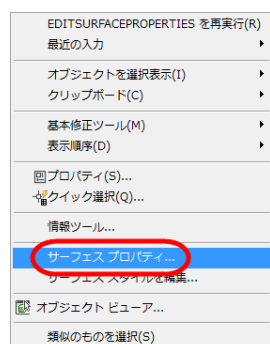 EDITSURFACEPROPERTIES を再実行(R)
最近の入力
オブジェクトを選択表示(I)
クリップボード(C)
基本修正ツール(M)
表示順序(D)
プロパティ(S)...
クイック選択(Q)...
情報ツール...
サーフェス プロパティ...
サーフェス スタイルを編集...
オブジェクト ビューア...
類似のものを選択(S)